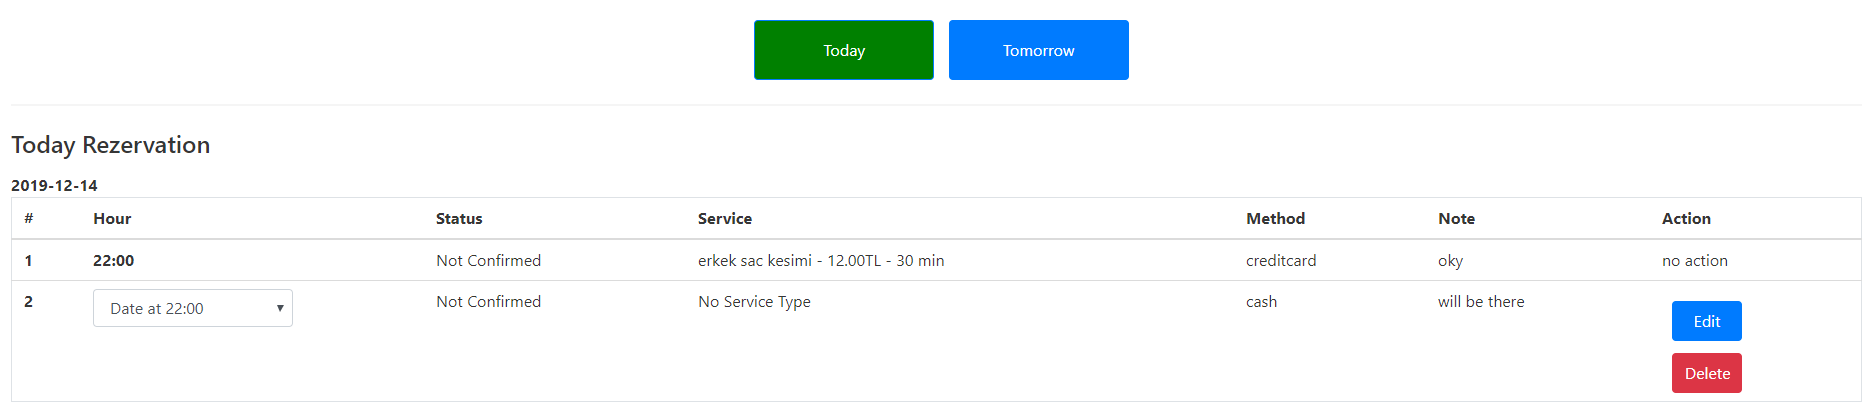 Today Tomorrow
Today Rezervation
2019-12-14
# Hour Status Service Method Note Action
1 22:00 Not Confirmed erkek sac kesimi - 12.00TL - 30 min creditcard oky no action
2 Date at 22:00 Not Confirmed No Service Type cash will be there
Edit
Delete